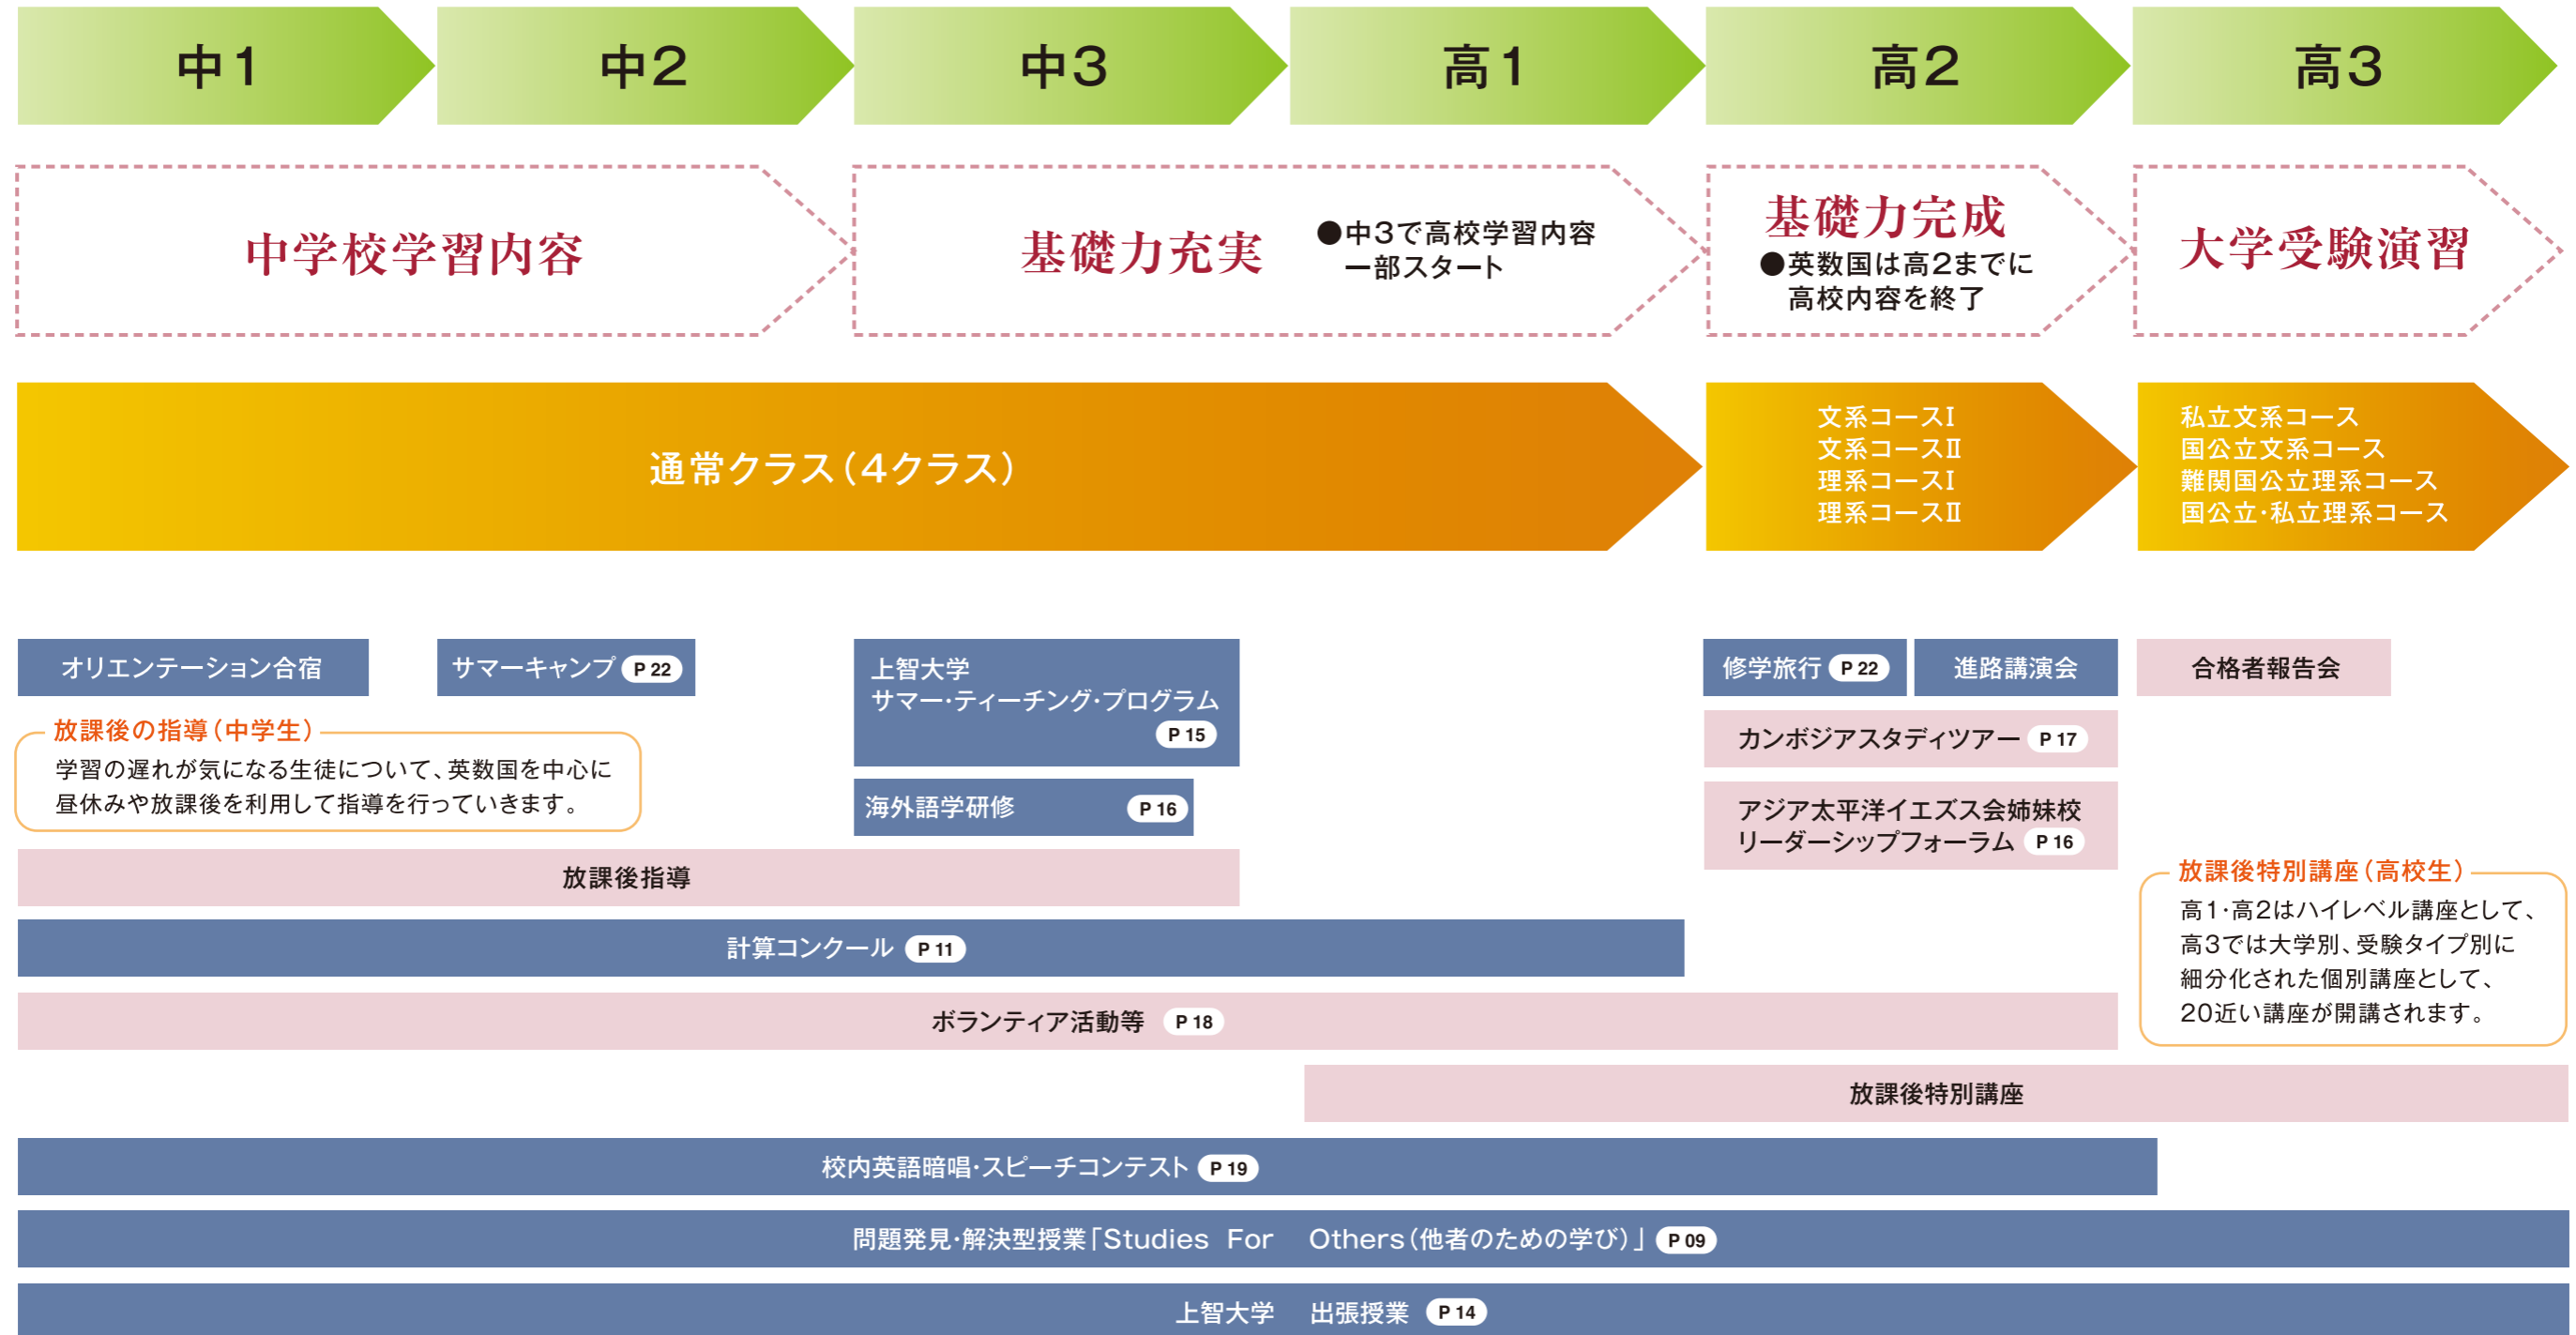 中1
中2
中3
高1
高2
高3
中学校学習内容
基礎力充実
●中3で高校学習内容
一部スタート
基礎力完成
●英数国は高2までに
高校内容を終了
大学受験演習
通常クラス(4クラス)
文系コースⅠ
文系コースⅡ
理系コースⅠ
理系コースⅡ
私立文系コース
国公立文系コース
難関国公立理系コース
国公立・私立理系コース
オリエンテーション合宿
サマーキャンプ P 22
上智大学
サマー・ティーチング・プログラム
P 15
修学旅行 P 22
進路講演会
合格者報告会
放課後の指導(中学生)
学習の遅れが気になる生徒について、英数国を中心に
昼休みや放課後を利用して指導を行っていきます。
カンボジアスタディツアー P 17
海外語学研修 P 16
アジア太平洋イエズス会姉妹校
リーダーシップフォーラム P 16
放課後指導
放課後特別講座(高校生)
高1・高2はハイレベル講座として、
高3では大学別、受験タイプ別に
細分化された個別講座として、
20近い講座が開講されます。
計算コンクール P 11
ボランティア活動等 P 18
放課後特別講座
校内英語暗唱・スピーチコンテスト P 19
問題発見・解決型授業「Studies For Others(他者のための学び)」 P 09
上智大学 出張授業 P 14